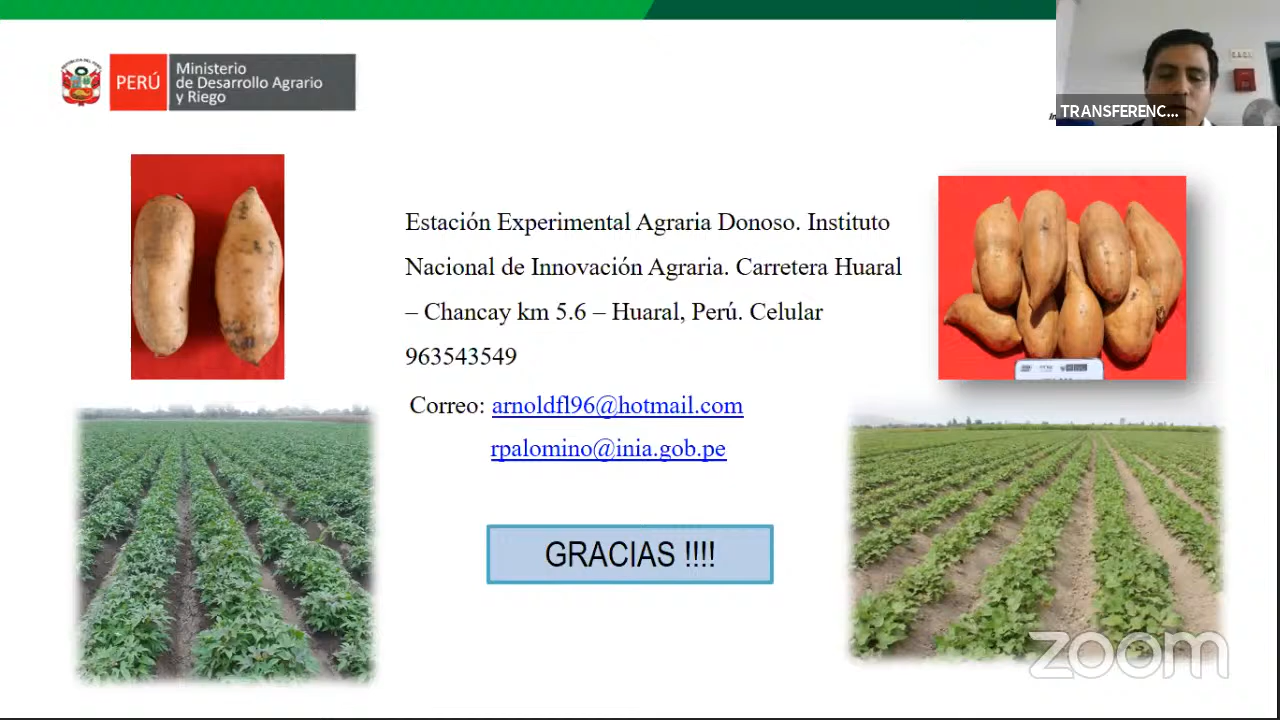 PERÚ
Ministerio
de Desarrollo Agrario
y Riego
TRANSFERENC...
Estación Experimental Agraria Donoso. Instituto
Nacional de Innovación Agraria. Carretera Huaral
– Chancay km 5.6 – Huaral, Perú. Celular
963543549
Correo: arnoldfl96@hotmail.com
rpalomino@inia.gob.pe
GRACIAS !!!!
zoom